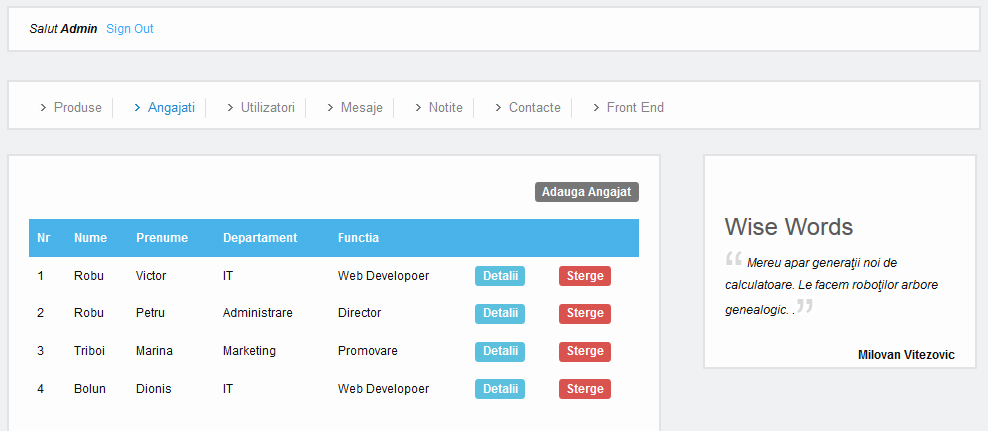 Salut Admin Sign Out
Produse Angajati Utilizatori Mesaje Notite Contacte Front End
Adauga Angajat
Nr Nume Prenume Departament Functia
1 Robu Victor IT Web Developoer Detalii Sterge
2 Robu Petru Administrare Director Detalii Sterge
3 Triboi Marina Marketing Promovare Detalii Sterge
4 Bolun Dionis IT Web Developoer Detalii Sterge
Wise Words
“ Mereu apar generaţii noi de
calculatoare. Le facem roboţilor arbore
genealogic. .”
Milovan Vitezovic